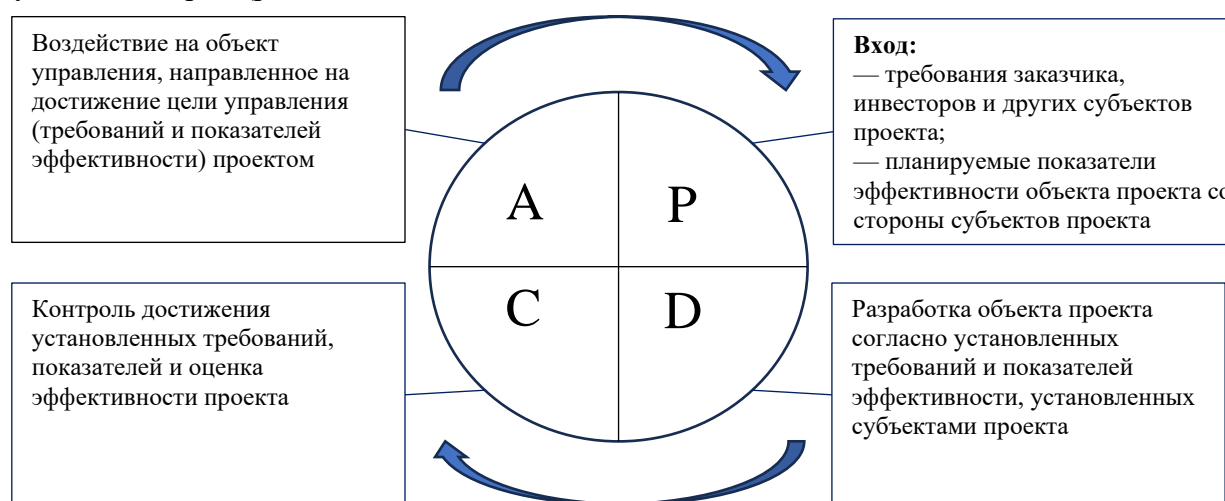 Воздействие на объект
управления, направленное на
достижение цели управления
(требований и показателей
эффективности) проектом
Вход:
— требования заказчика,
инвесторов и других субъектов
проекта;
— планируемые показатели
эффективности объекта проекта со
стороны субъектов проекта
A
P
C
D
Контроль достижения
установленных требований,
показателей и оценка
эффективности проекта
Разработка объекта проекта
согласно установленных
требований и показателей
эффективности, установленных
субъектами проекта